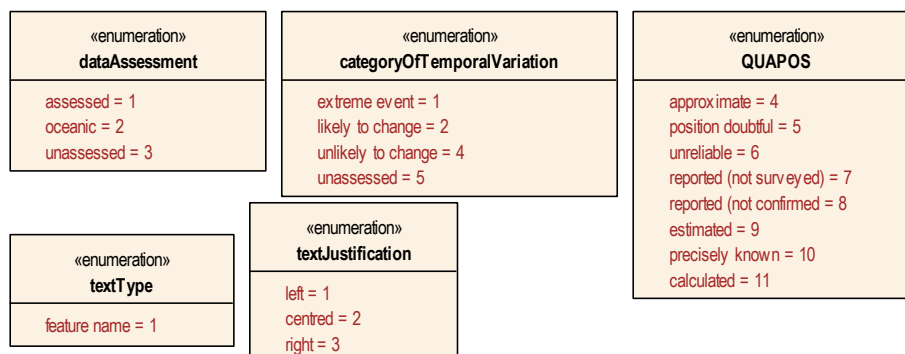 «enumeration»
dataAssessment
assessed = 1
oceanic = 2
unassessed = 3
«enumeration»
categoryOfTemporalVariation
extreme event = 1
likely to change = 2
unlikely to change = 4
unassessed = 5
«enumeration»
QUAPOS
approximate = 4
position doubtful = 5
unreliable = 6
reported (not surveyed) = 7
reported (not confirmed = 8
estimated = 9
precisely known = 10
calculated = 11
«enumeration»
textType
feature name = 1
«enumeration»
textJustification
left = 1
centred = 2
right = 3